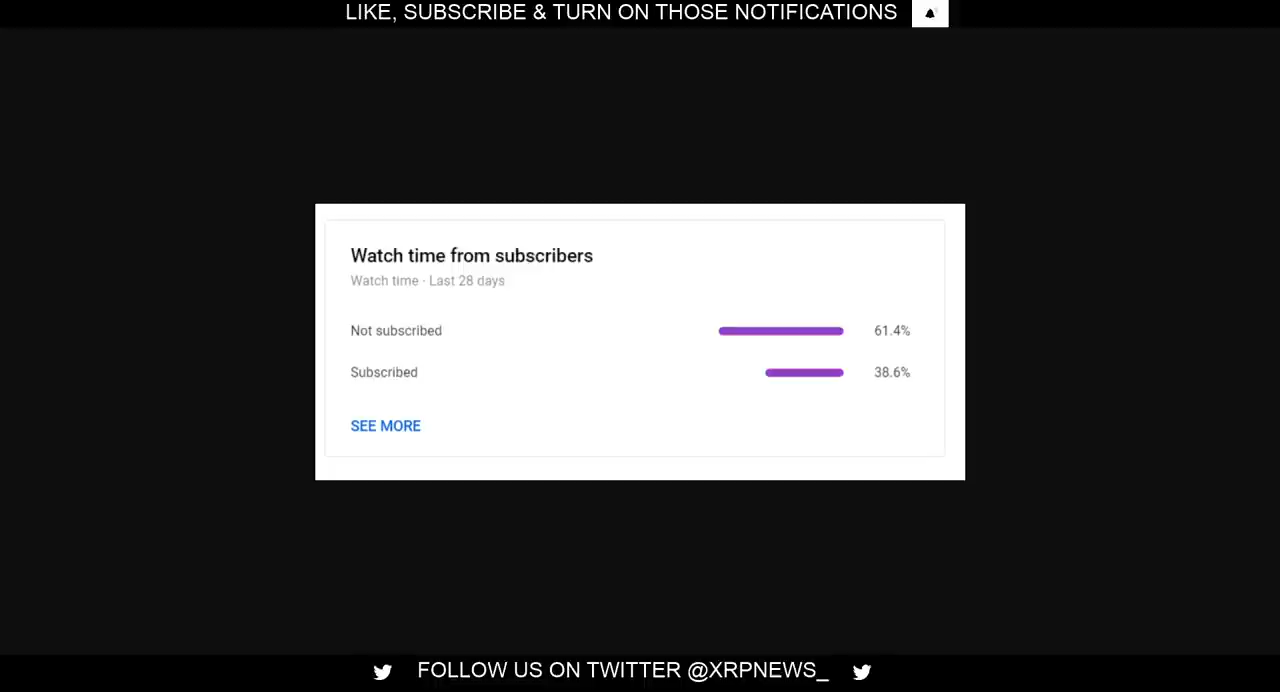 LIKE, SUBSCRIBE & TURN ON THOSE NOTIFICATIONS
Watch time from subscribers
Watch time · Last 28 days
Not subscribed 61.4%
Subscribed 38.6%
SEE MORE
FOLLOW US ON TWITTER @XRPNEWS_